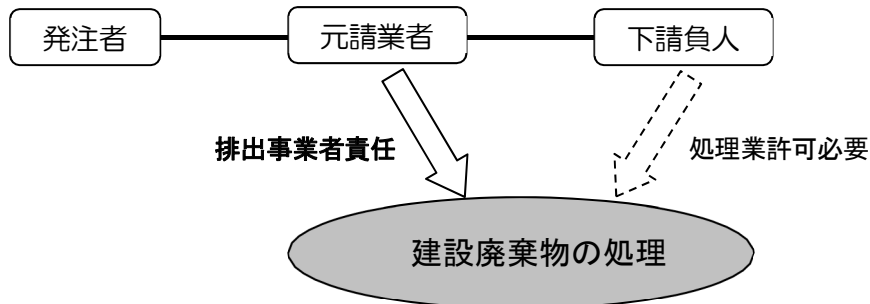 発注者
元請業者
下請負人
排出事業者責任
処理業許可必要
建設廃棄物の処理